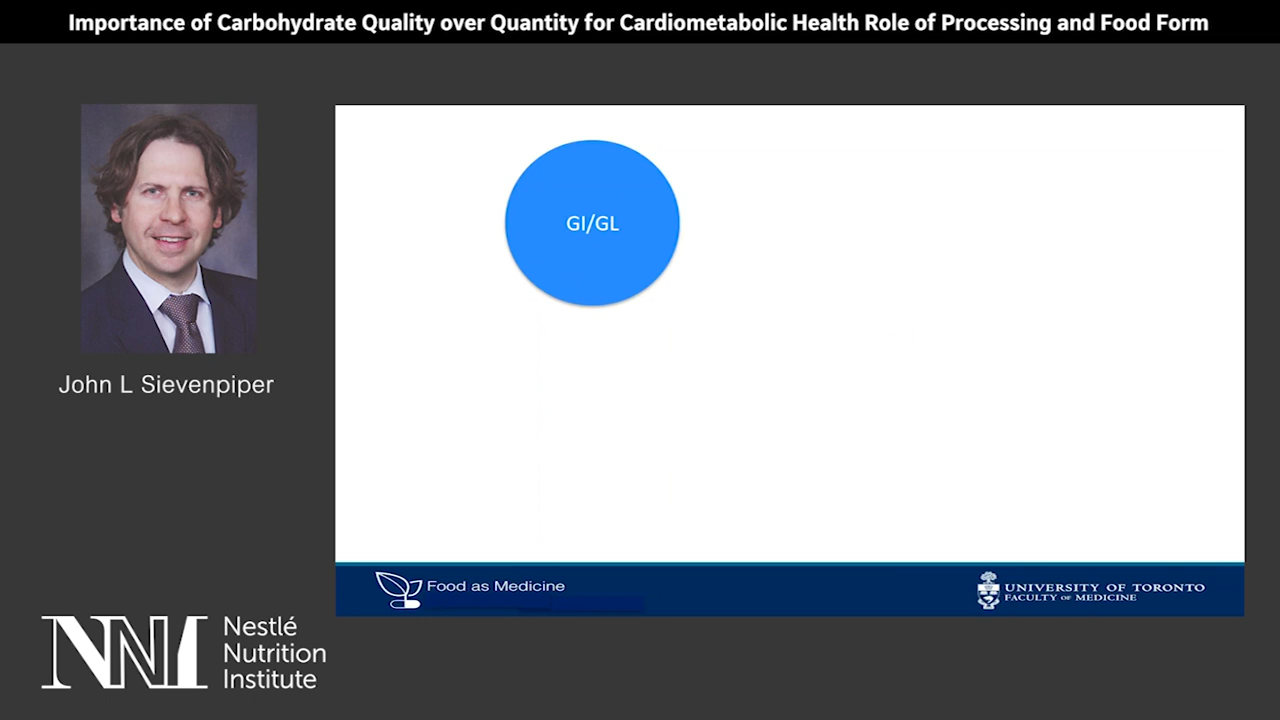 Importance of Carbohydrate Quality over Quantity for Cardiometabolic Health Role of Processing and Food Form
GI/GL
John L Sievenpiper
Food as Medicine
UNIVERSITY OF TORONTO
FACULTY OF MEDICINE
NNI
Nestlé
Nutrition
Institute